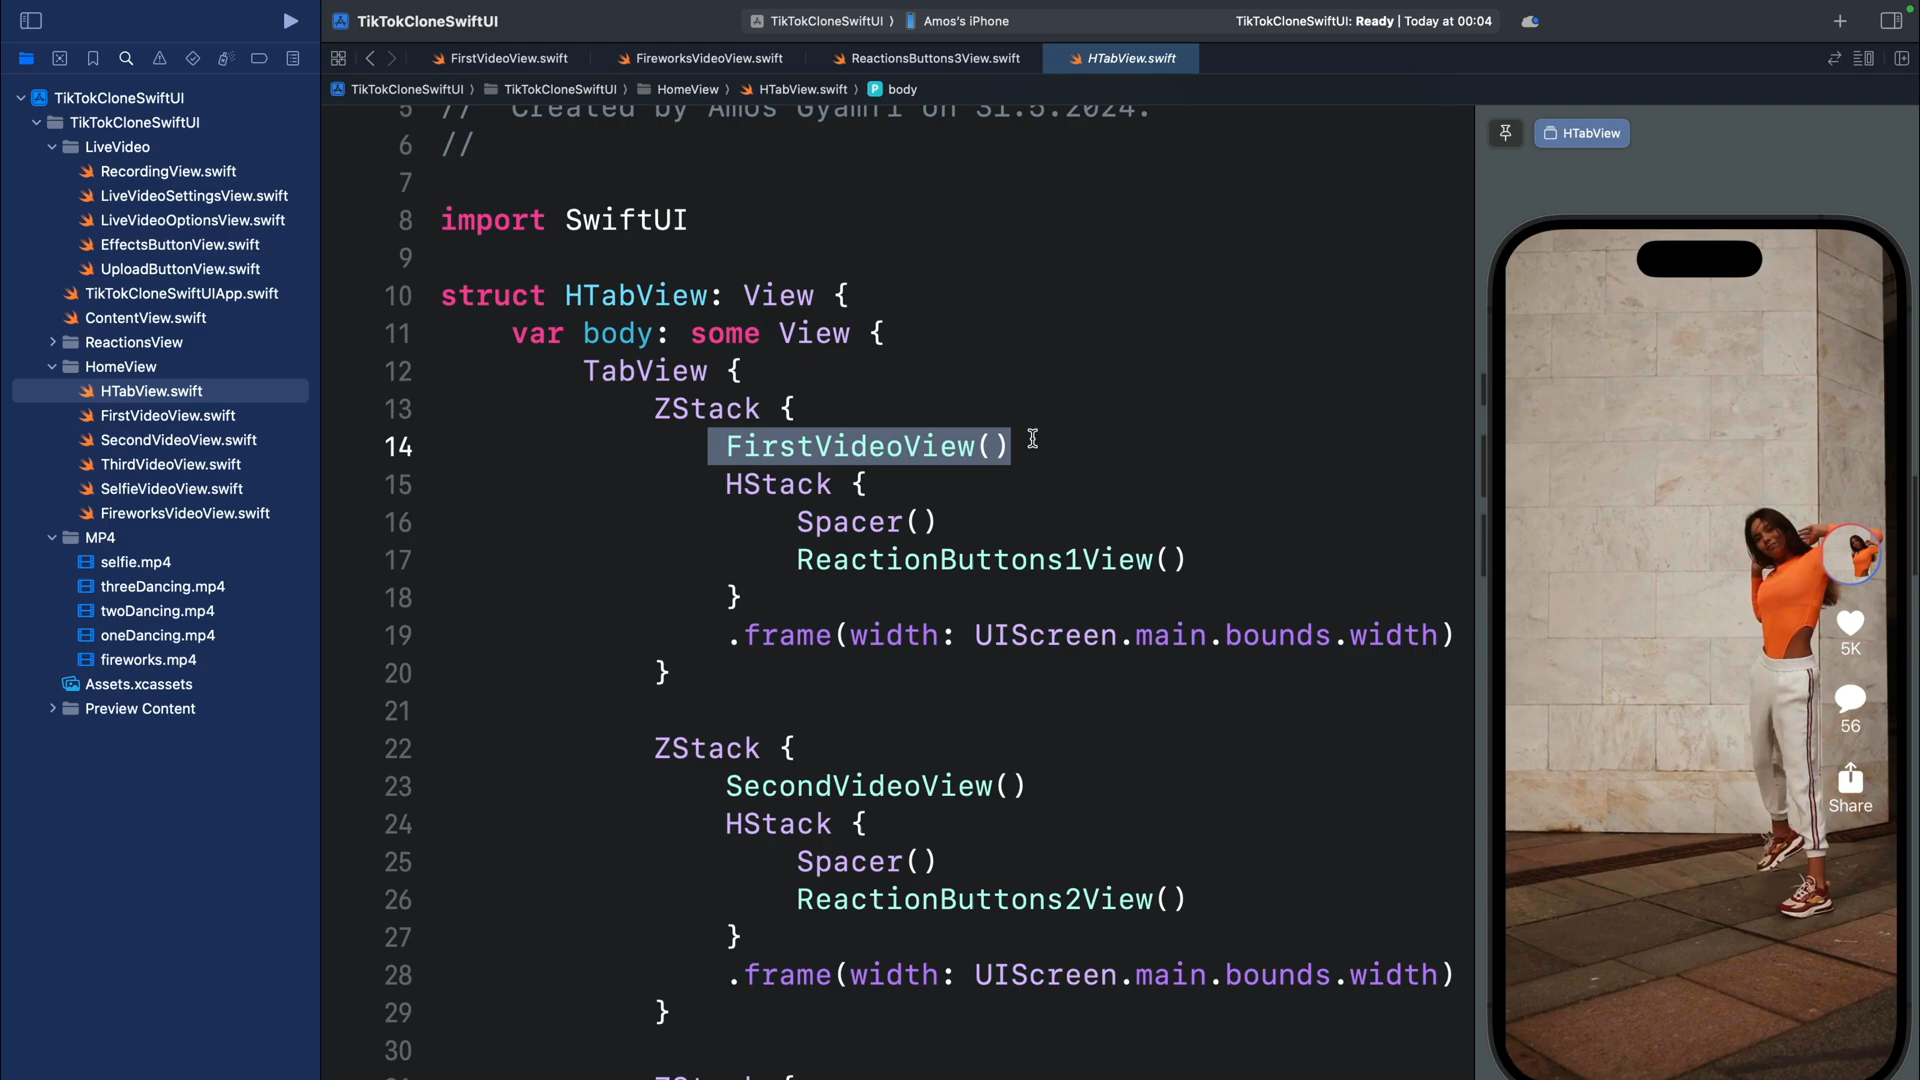 TikTokCloneSwiftUI
TikTokCloneSwiftUI
Amos's iPhone
TikTokCloneSwiftUI: Ready | Today at 00:04
FirstVideoView.swift
FireworksVideoView.swift
ReactionsButtons3View.swift
HTabView.swift
TikTokCloneSwiftUI
TikTokCloneSwiftUI
HomeView
HTabView.swift
P
body
TikTokCloneSwiftUI
TikTokCloneSwiftUI
LiveVideo
RecordingView.swift
LiveVideoSettingsView.swift
LiveVideoOptionsView.swift
EffectsButtonView.swift
UploadButtonView.swift
TikTokCloneSwiftUIApp.swift
ContentView.swift
ReactionsView
HomeView
HTabView.swift
FirstVideoView.swift
SecondVideoView.swift
ThirdVideoView.swift
SelfieVideoView.swift
FireworksVideoView.swift
MP4
selfie.mp4
threeDancing.mp4
twoDancing.mp4
oneDancing.mp4
fireworks.mp4
Assets.xcassets
Preview Content
5 // Created by Amos Gyamfi on 31.5.2024.
6 //
7
8 import SwiftUI
9
10 struct HTabView: View {
11 var body: some View {
12 TabView {
13 ZStack {
14 FirstVideoView()
15 HStack {
16 Spacer()
17 ReactionButtons1View()
18 }
19 .frame(width: UIScreen.main.bounds.width)
20 }
21
22 ZStack {
23 SecondVideoView()
24 HStack {
25 Spacer()
26 ReactionButtons2View()
27 }
28 .frame(width: UIScreen.main.bounds.width)
29 }
30
ZStack {
HTabView
5K
56
Share